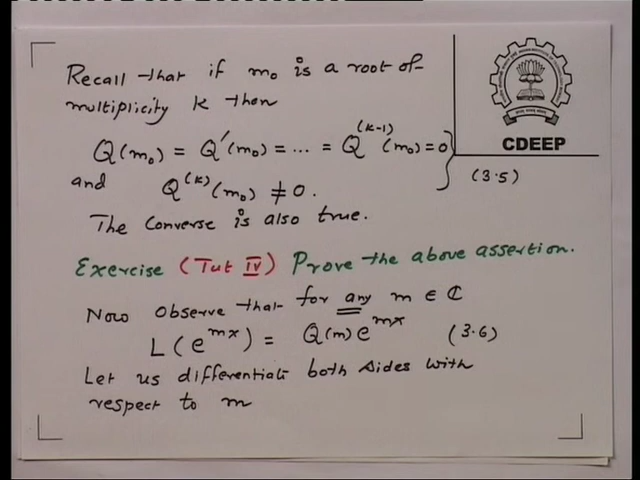 Recall that if m₀ is a root of
multiplicity k then
Q(m₀) = Q′(m₀) = ... = Q⁽ᵏ⁻¹⁾(m₀) = 0 }
and Q⁽ᵏ⁾(m₀) ≠ 0. (3.5)
The converse is also true.
Exercise (Tut IV) Prove the above assertion.
Now observe that for any m ∈ ℂ
L(eᵐˣ) = Q(m)eᵐˣ (3.6)
Let us differentiate both sides with
respect to m
CDEEP